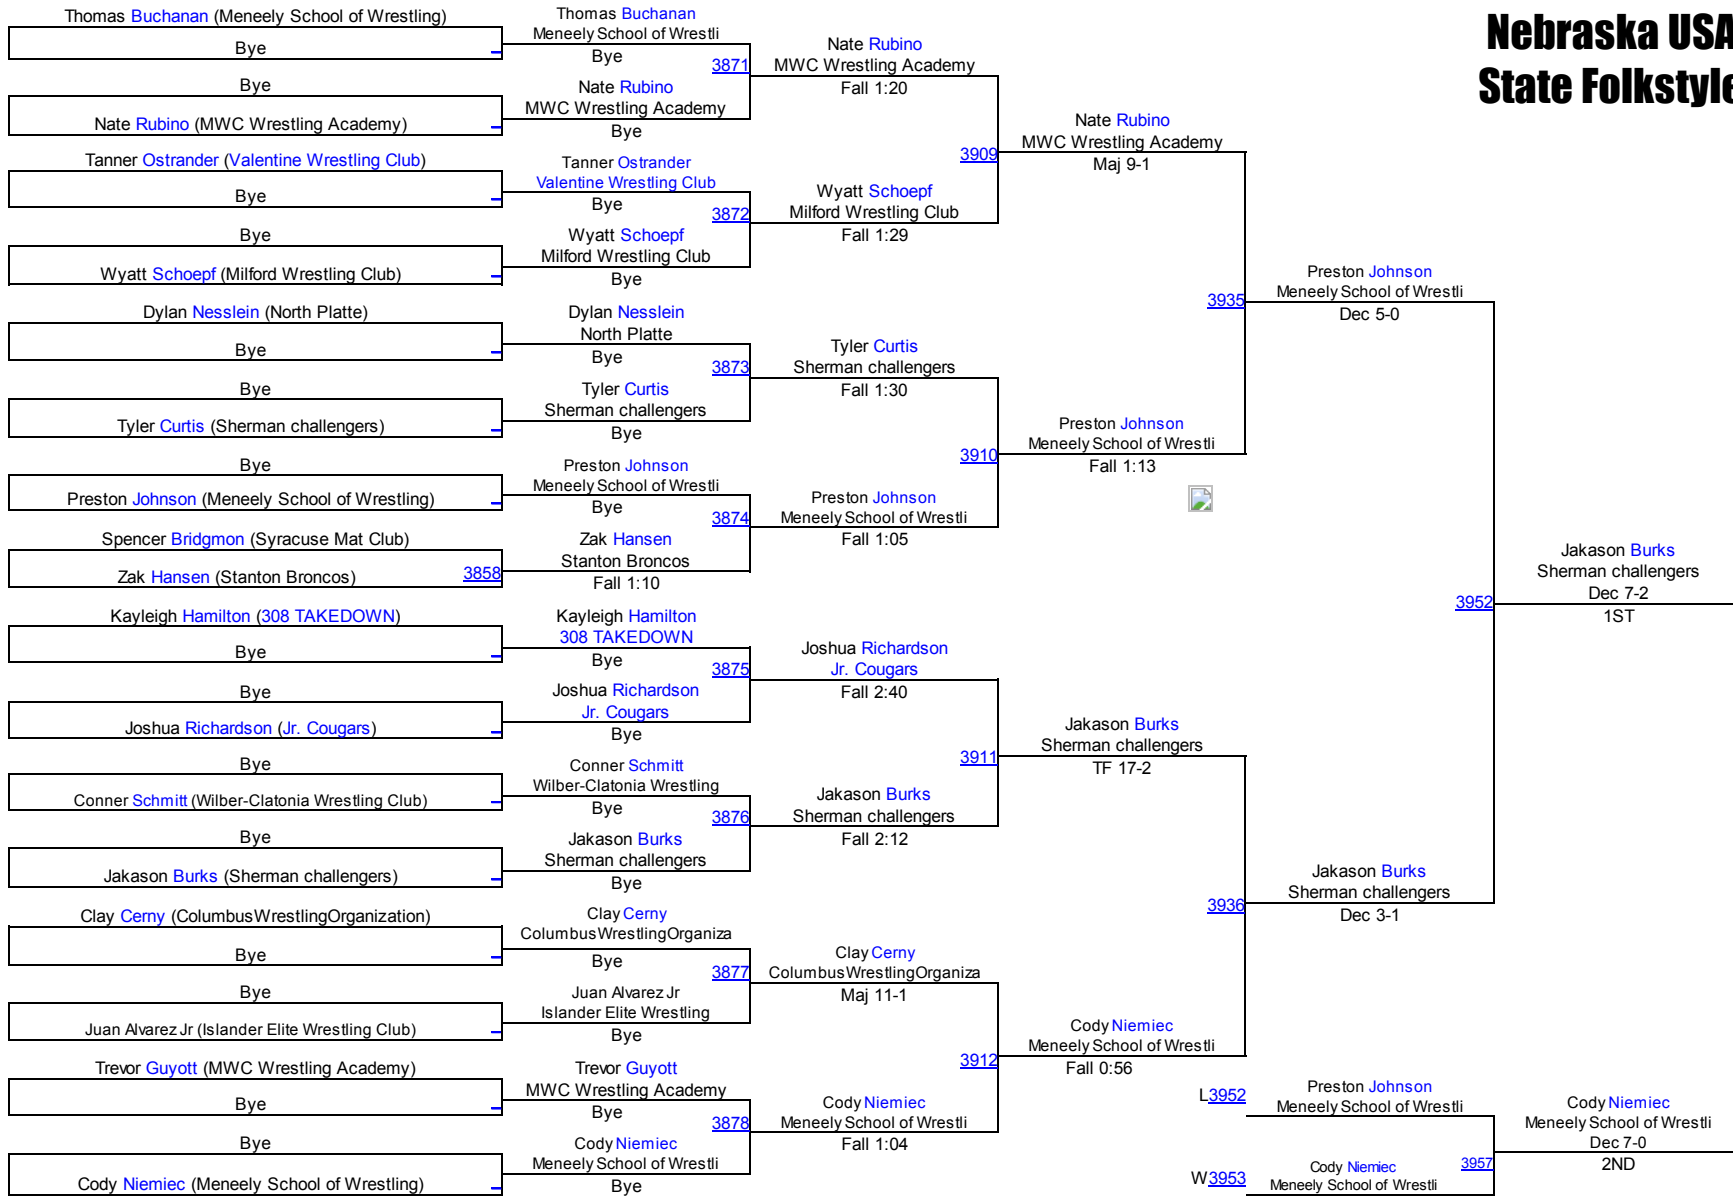 Nebraska USA
State Folkstyle
Thomas Buchanan (Meneely School of Wrestling)
Bye
Bye
Nate Rubino (MWC Wrestling Academy)
Tanner Ostrander (Valentine Wrestling Club)
Bye
Bye
Wyatt Schoepf (Milford Wrestling Club)
Dylan Nesslein (North Platte)
Bye
Bye
Tyler Curtis (Sherman challengers)
Bye
Preston Johnson (Meneely School of Wrestling)
Spencer Bridgmon (Syracuse Mat Club)
Zak Hansen (Stanton Broncos)
3858
Kayleigh Hamilton (308 TAKEDOWN)
Bye
Bye
Joshua Richardson (Jr. Cougars)
Bye
Conner Schmitt (Wilber-Clatonia Wrestling Club)
Bye
Jakason Burks (Sherman challengers)
Clay Cerny (ColumbusWrestlingOrganization)
Bye
Bye
Juan Alvarez Jr (Islander Elite Wrestling Club)
Trevor Guyott (MWC Wrestling Academy)
Bye
Bye
Cody Niemiec (Meneely School of Wrestling)
Thomas Buchanan
Meneely School of Wrestli
Bye
3871
Nate Rubino
MWC Wrestling Academy
Bye
Tanner Ostrander
Valentine Wrestling Club
Bye
3872
Wyatt Schoepf
Milford Wrestling Club
Bye
Dylan Nesslein
North Platte
Bye
3873
Tyler Curtis
Sherman challengers
Bye
Preston Johnson
Meneely School of Wrestli
Bye
3874
Zak Hansen
Stanton Broncos
Fall 1:10
Kayleigh Hamilton
308 TAKEDOWN
Bye
3875
Joshua Richardson
Jr. Cougars
Bye
Conner Schmitt
Wilber-Clatonia Wrestling
Bye
3876
Jakason Burks
Sherman challengers
Bye
Clay Cerny
ColumbusWrestlingOrganiza
Bye
3877
Juan Alvarez Jr
Islander Elite Wrestling
Bye
Trevor Guyott
MWC Wrestling Academy
Bye
3878
Cody Niemiec
Meneely School of Wrestli
Bye
Nate Rubino
MWC Wrestling Academy
Fall 1:20
3909
Wyatt Schoepf
Milford Wrestling Club
Fall 1:29
Tyler Curtis
Sherman challengers
Fall 1:30
3910
Preston Johnson
Meneely School of Wrestli
Fall 1:05
Joshua Richardson
Jr. Cougars
Fall 2:40
3911
Jakason Burks
Sherman challengers
Fall 2:12
Clay Cerny
ColumbusWrestlingOrganiza
Maj 11-1
3912
Cody Niemiec
Meneely School of Wrestli
Fall 1:04
Nate Rubino
MWC Wrestling Academy
Maj 9-1
3935
Preston Johnson
Meneely School of Wrestli
Fall 1:13
Jakason Burks
Sherman challengers
TF 17-2
3936
Cody Niemiec
Meneely School of Wrestli
Fall 0:56
Preston Johnson
Meneely School of Wrestli
Dec 5-0
3952
Jakason Burks
Sherman challengers
Dec 3-1
Jakason Burks
Sherman challengers
Dec 7-2
1ST
L3952
Preston Johnson
Meneely School of Wrestli
W3953
Cody Niemiec
Meneely School of Wrestli
3957
Cody Niemiec
Meneely School of Wrestli
Dec 7-0
2ND